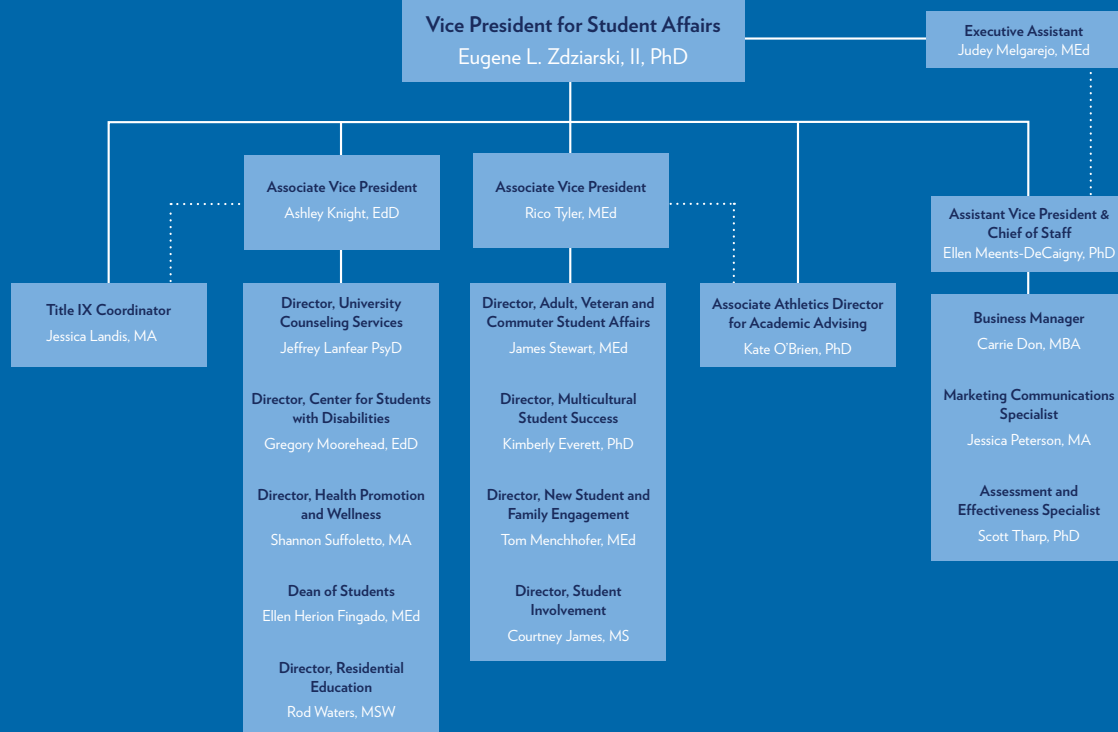 Vice President for Student Affairs
Eugene L. Zdziarski, II, PhD
Executive Assistant
Judey Melgarejo, MEd
Associate Vice President
Ashley Knight, EdD
Associate Vice President
Rico Tyler, MEd
Assistant Vice President &
Chief of Staff
Ellen Meents-DeCaigny, PhD
Title IX Coordinator
Jessica Landis, MA
Director, University
Counseling Services
Jeffrey Lanfear PsyD
Director, Center for Students
with Disabilities
Gregory Moorehead, EdD
Director, Health Promotion
and Wellness
Shannon Suffoletto, MA
Dean of Students
Ellen Herion Fingado, MEd
Director, Residential
Education
Rod Waters, MSW
Director, Adult, Veteran and
Commuter Student Affairs
James Stewart, MEd
Director, Multicultural
Student Success
Kimberly Everett, PhD
Director, New Student and
Family Engagement
Tom Menchhofer, MEd
Director, Student
Involvement
Courtney James, MS
Associate Athletics Director
for Academic Advising
Kate O'Brien, PhD
Business Manager
Carrie Don, MBA
Marketing Communications
Specialist
Jessica Peterson, MA
Assessment and
Effectiveness Specialist
Scott Tharp, PhD